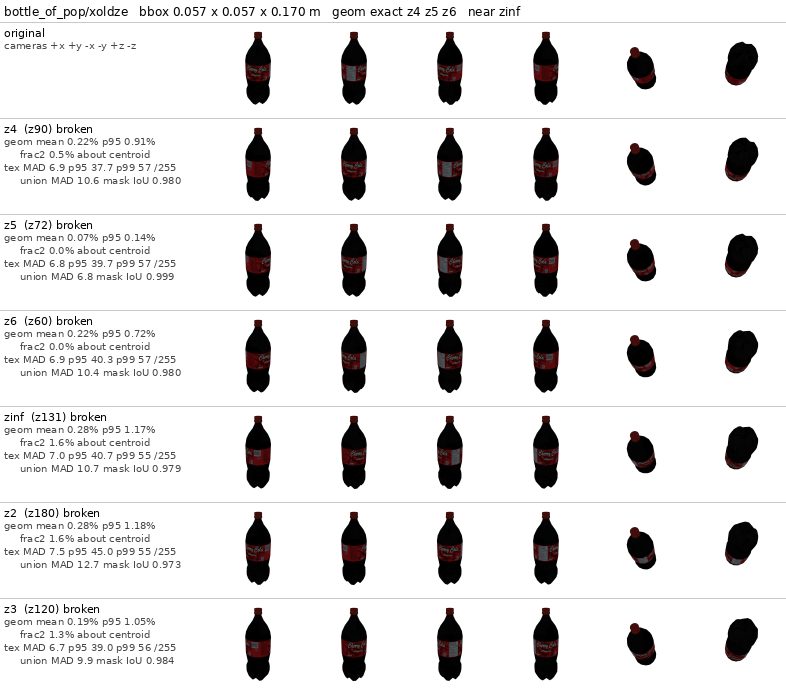 bottle_of_pop/xoldze   bbox 0.057 x 0.057 x 0.170 m   geom exact z4 z5 z6   near zinf
original
cameras +x +y -x -y +z -z
z4  (z90) broken
geom mean 0.22% p95 0.91%
frac2 0.5% about centroid
tex MAD 6.9 p95 37.7 p99 57 /255
union MAD 10.6 mask IoU 0.980
z5  (z72) broken
geom mean 0.07% p95 0.14%
frac2 0.0% about centroid
tex MAD 6.8 p95 39.7 p99 57 /255
union MAD 6.8 mask IoU 0.999
z6  (z60) broken
geom mean 0.22% p95 0.72%
frac2 0.0% about centroid
tex MAD 6.9 p95 40.3 p99 57 /255
union MAD 10.4 mask IoU 0.980
zinf  (z131) broken
geom mean 0.28% p95 1.17%
frac2 1.6% about centroid
tex MAD 7.0 p95 40.7 p99 55 /255
union MAD 10.7 mask IoU 0.979
z2  (z180) broken
geom mean 0.28% p95 1.18%
frac2 1.6% about centroid
tex MAD 7.5 p95 45.0 p99 55 /255
union MAD 12.7 mask IoU 0.973
z3  (z120) broken
geom mean 0.19% p95 1.05%
frac2 1.3% about centroid
tex MAD 6.7 p95 39.0 p99 56 /255
union MAD 9.9 mask IoU 0.984